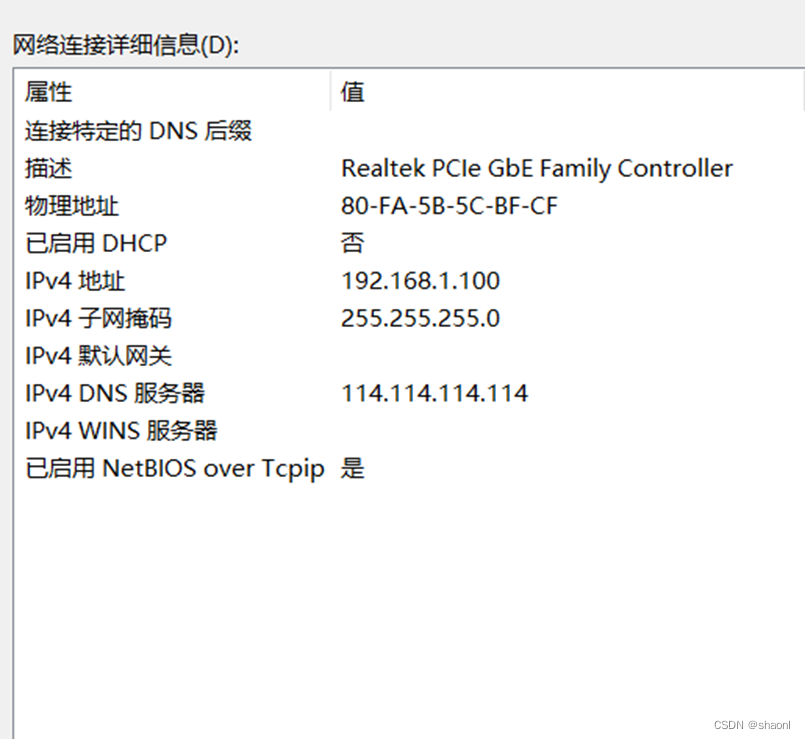 网络连接详细信息(D):
属性 值
连接特定的 DNS 后缀
描述 Realtek PCIe GbE Family Controller
物理地址 80-FA-5B-5C-BF-CF
已启用 DHCP 否
IPv4 地址 192.168.1.100
IPv4 子网掩码 255.255.255.0
IPv4 默认网关
IPv4 DNS 服务器 114.114.114.114
IPv4 WINS 服务器
已启用 NetBIOS over Tcpip 是
CSDN @shaonl